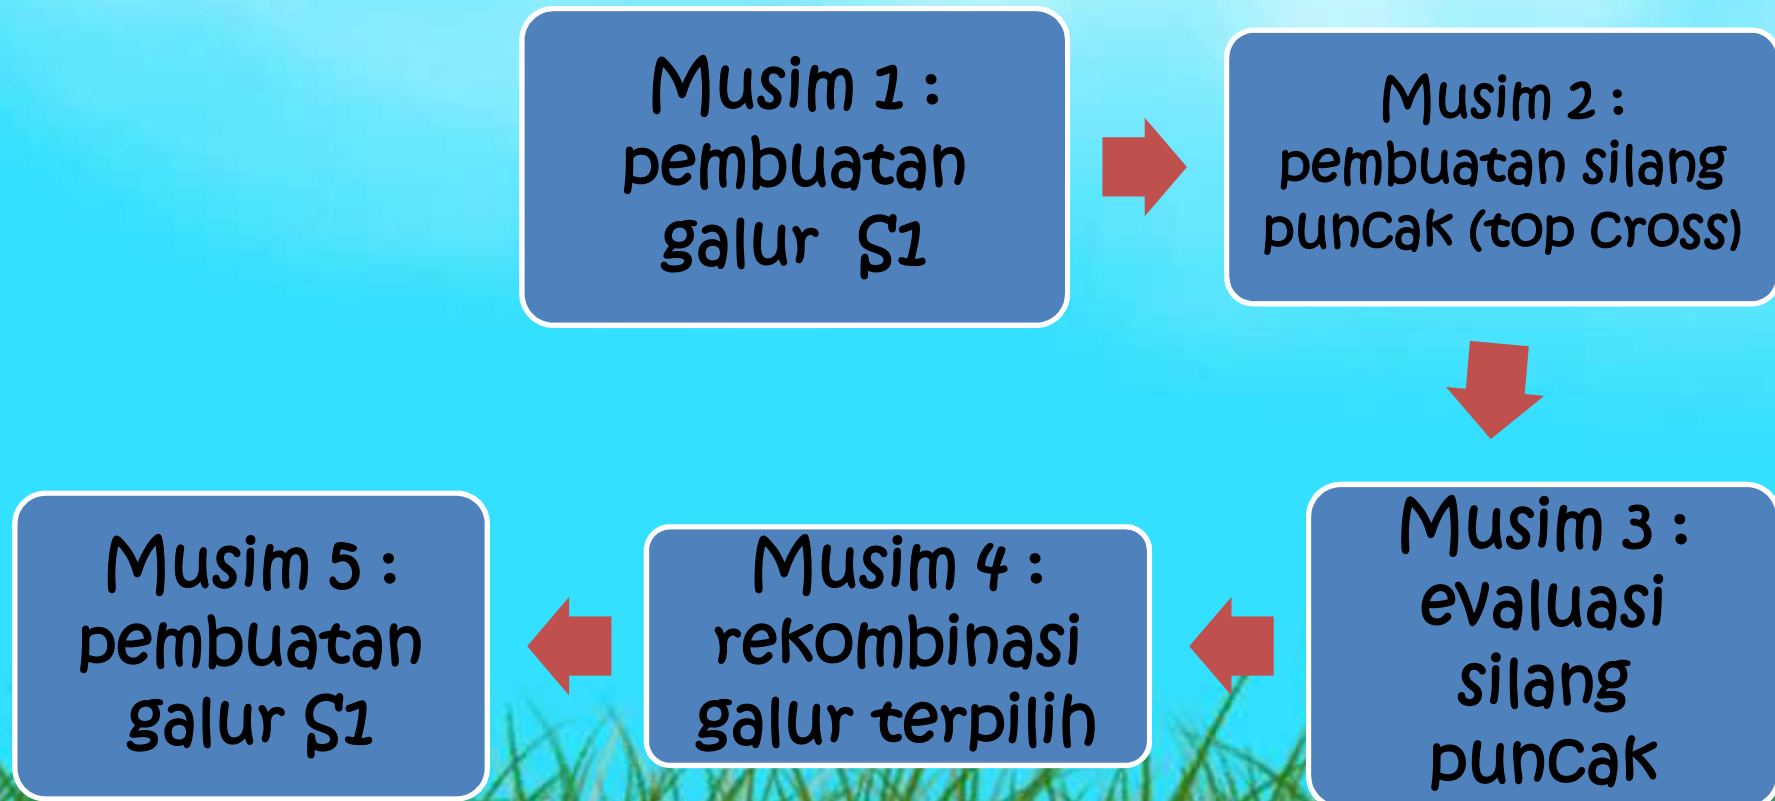 Musim 1 :
pembuatan
galur S1
Musim 2 :
pembuatan silang
puncak (top cross)
Musim 3 :
evaluasi
silang
puncak
Musim 4 :
rekombinasi
galur terpilih
Musim 5 :
pembuatan
galur S1